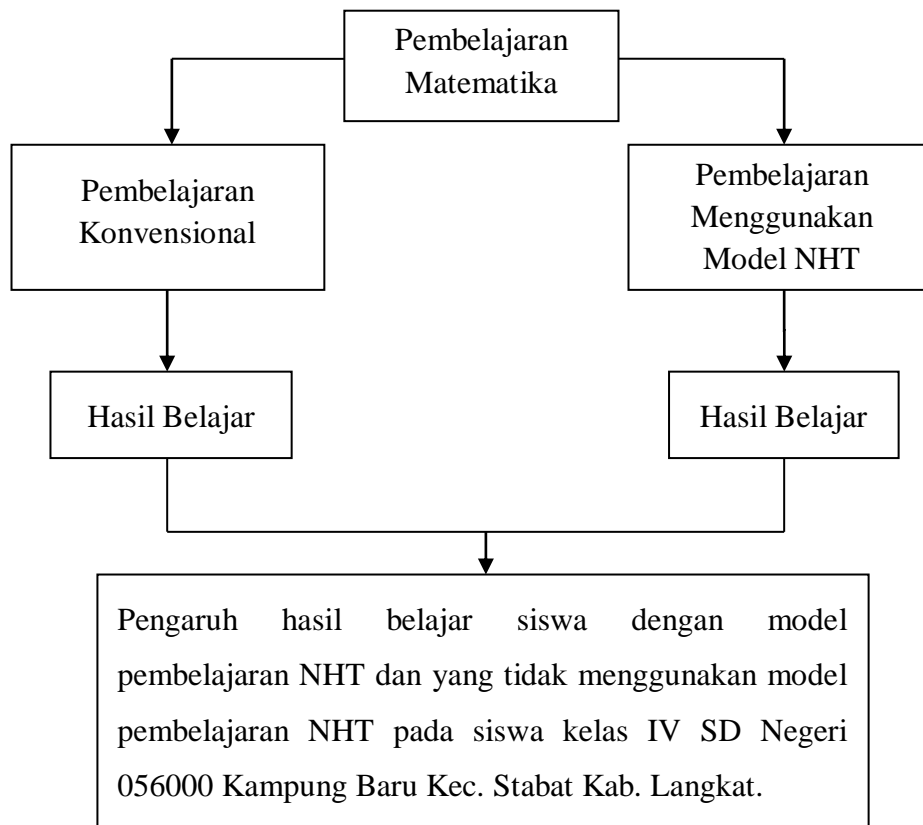 Pembelajaran
Matematika
Pembelajaran
Konvensional
Pembelajaran
Menggunakan
Model NHT
Hasil Belajar
Hasil Belajar
Pengaruh hasil belajar siswa dengan model
pembelajaran NHT dan yang tidak menggunakan model
pembelajaran NHT pada siswa kelas IV SD Negeri
056000 Kampung Baru Kec. Stabat Kab. Langkat.